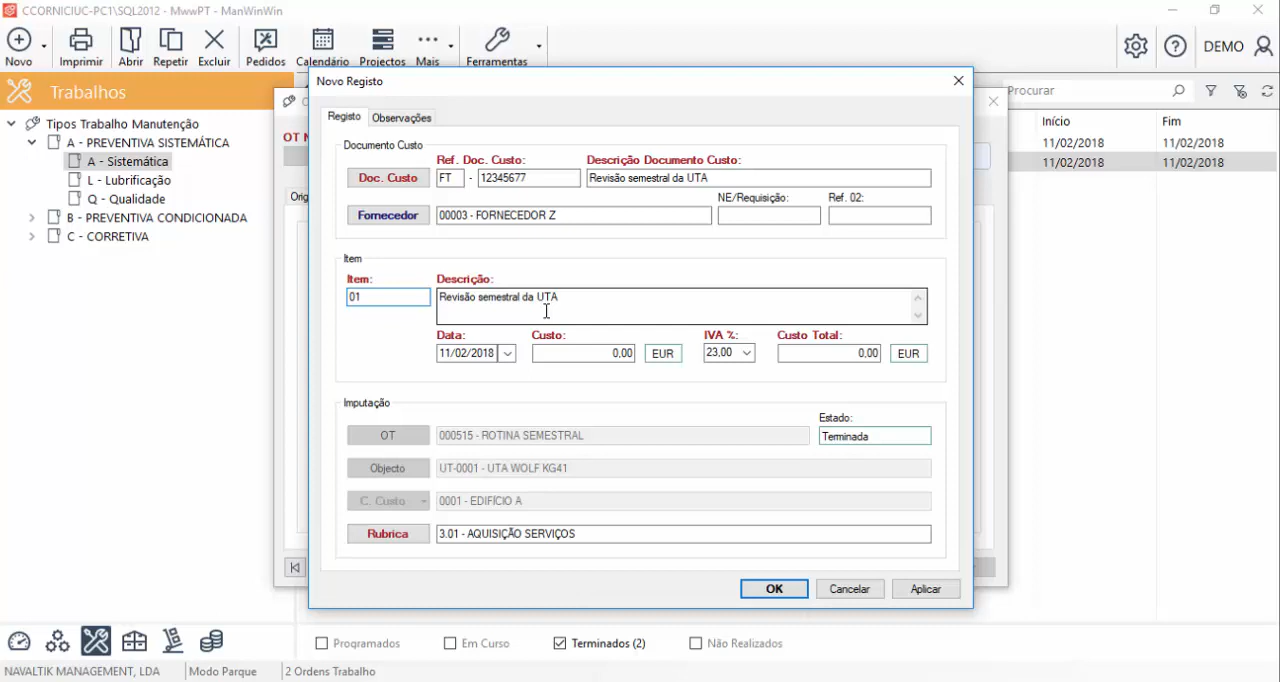 CCORNICIUC-PC1\SQL2012 - MwwPT - ManWinWin
Novo
Imprimir
Abrir
Repetir
Excluir
Pedidos
Calendário
Projectos
Mais
Ferramentas
DEMO
Trabalhos
Procurar
Tipos Trabalho Manutenção
A - PREVENTIVA SISTEMÁTICA
A - Sistemática
L - Lubrificação
Q - Qualidade
B - PREVENTIVA CONDICIONADA
C - CORRETIVA
OT N
Orig
Início
Fim
11/02/2018
11/02/2018
11/02/2018
11/02/2018
Novo Registo
Registo
Observações
Documento Custo
Ref. Doc. Custo:
Descrição Documento Custo:
Doc. Custo
FT
-
12345677
Revisão semestral da UTA
NE/Requisição:
Ref. 02:
Fornecedor
00003 - FORNECEDOR Z
Item
Item:
Descrição:
01
Revisão semestral da UTA
Data:
Custo:
IVA %:
Custo Total:
11/02/2018
0,00
EUR
23,00
0,00
EUR
Imputação
Estado:
OT
000515 - ROTINA SEMESTRAL
Terminada
Objecto
UT-0001 - UTA WOLF KG41
C. Custo
0001 - EDIFÍCIO A
Rubrica
3.01 - AQUISIÇÃO SERVIÇOS
OK
Cancelar
Aplicar
Programados
Em Curso
Terminados (2)
Não Realizados
NAVALTIK MANAGEMENT, LDA
Modo Parque
2 Ordens Trabalho